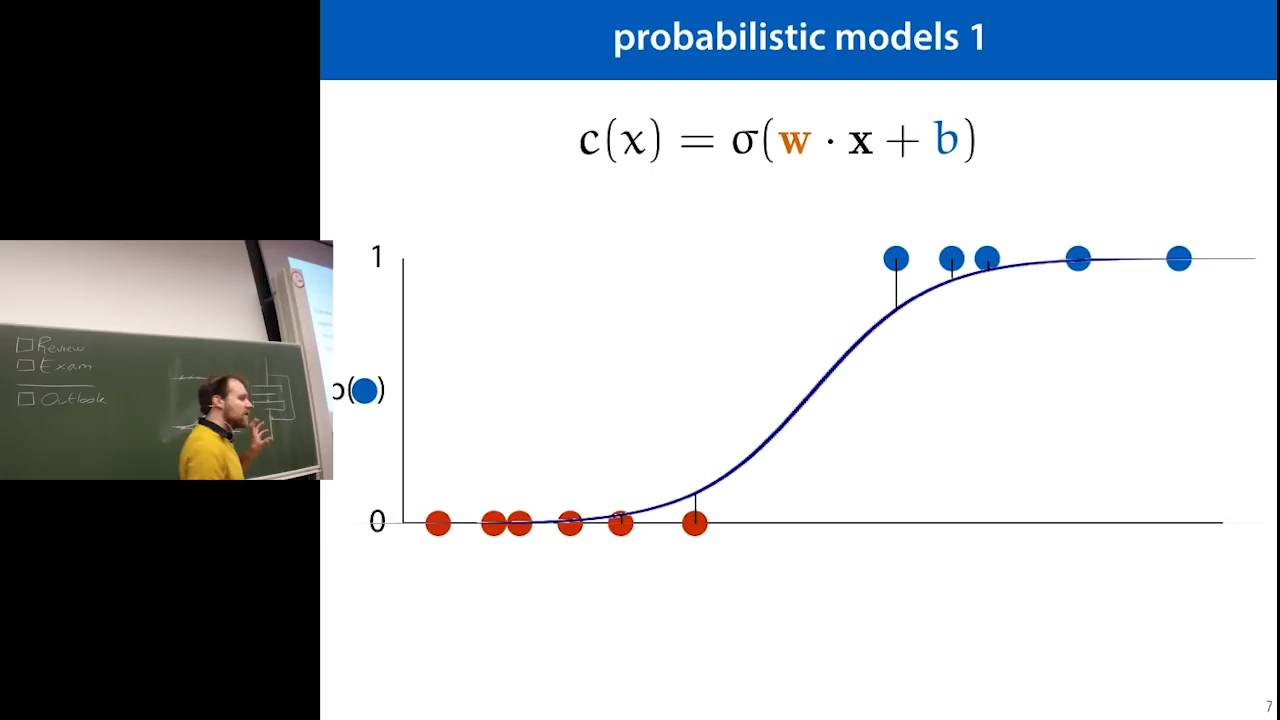 probabilistic models 1
c(x) = σ(w · x + b)
1
Review
Exam
Outlook
p( )
0
7